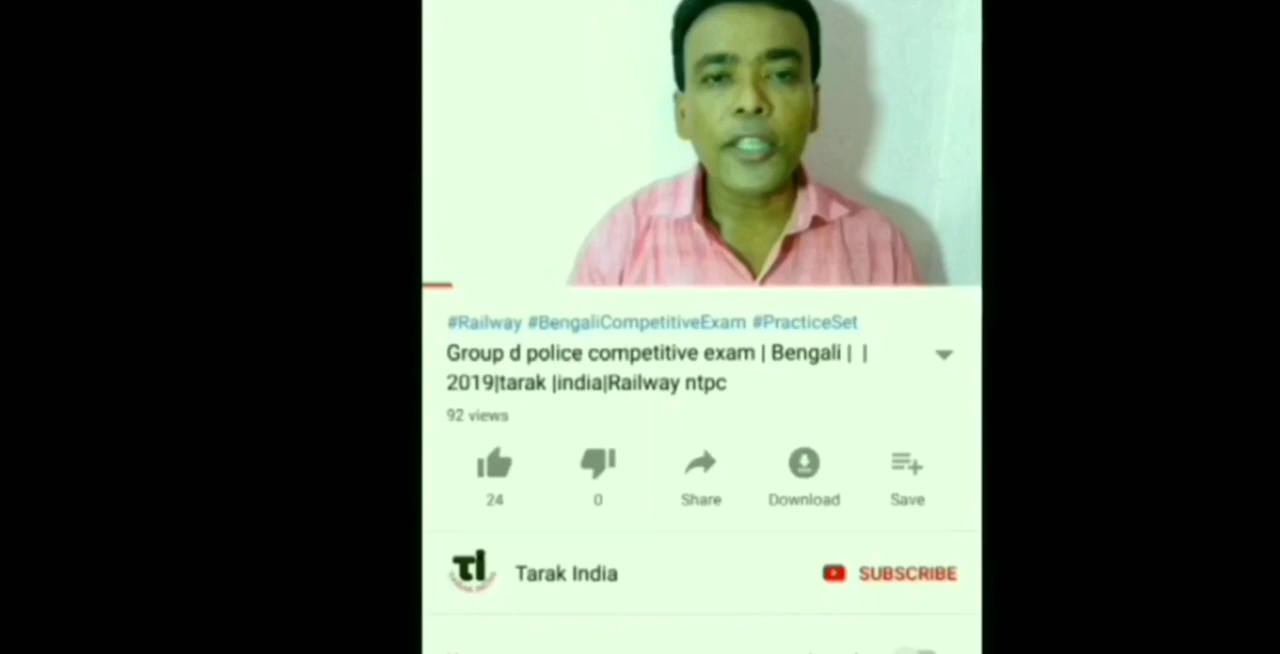 #Railway #BengaliCompetitiveExam #PracticeSet
Group d police competitive exam | Bengali | |
2019|tarak |india|Railway ntpc
92 views
24
0
Share
Download
Save
TI
Tarak India
SUBSCRIBE